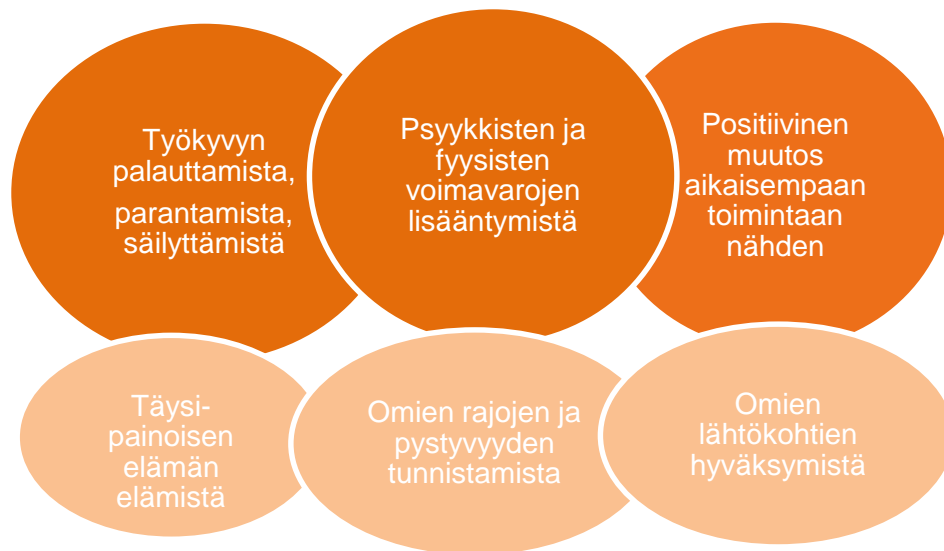 Työkyvyn
palauttamista,
parantamista,
säilyttämistä
Psyykkisten ja
fyysisten
voimavarojen
lisääntymistä
Positiivinen
muutos
aikaisempaan
toimintaan
nähden
Täysi-
painoisen
elämän
elämistä
Omien rajojen ja
pystyvyyden
tunnistamista
Omien
lähtökohtien
hyväksymistä